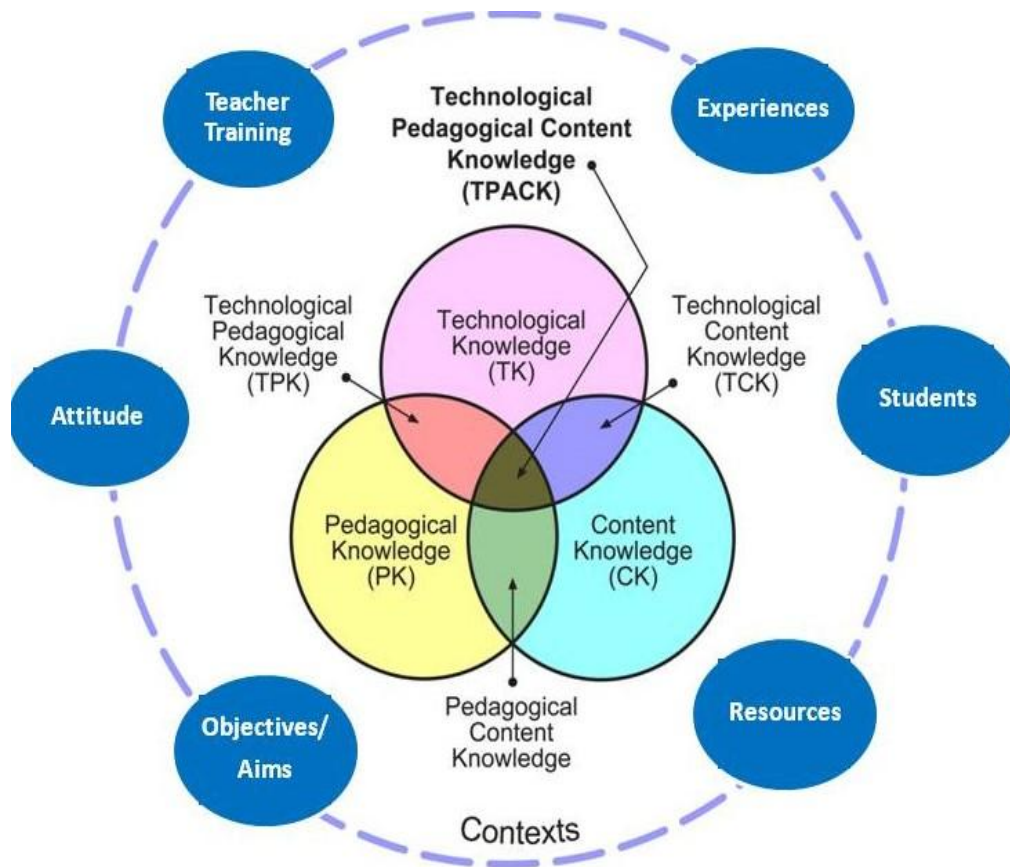 Teacher
Training
Experiences
Technological
Pedagogical Content
Knowledge
(TPACK)
Technological
Pedagogical
Knowledge
(TPK)
Technological
Knowledge
(TK)
Technological
Content
Knowledge
(TCK)
Attitude
Students
Pedagogical
Knowledge
(PK)
Content
Knowledge
(CK)
Objectives/
Aims
Pedagogical
Content
Knowledge
Resources
Contexts